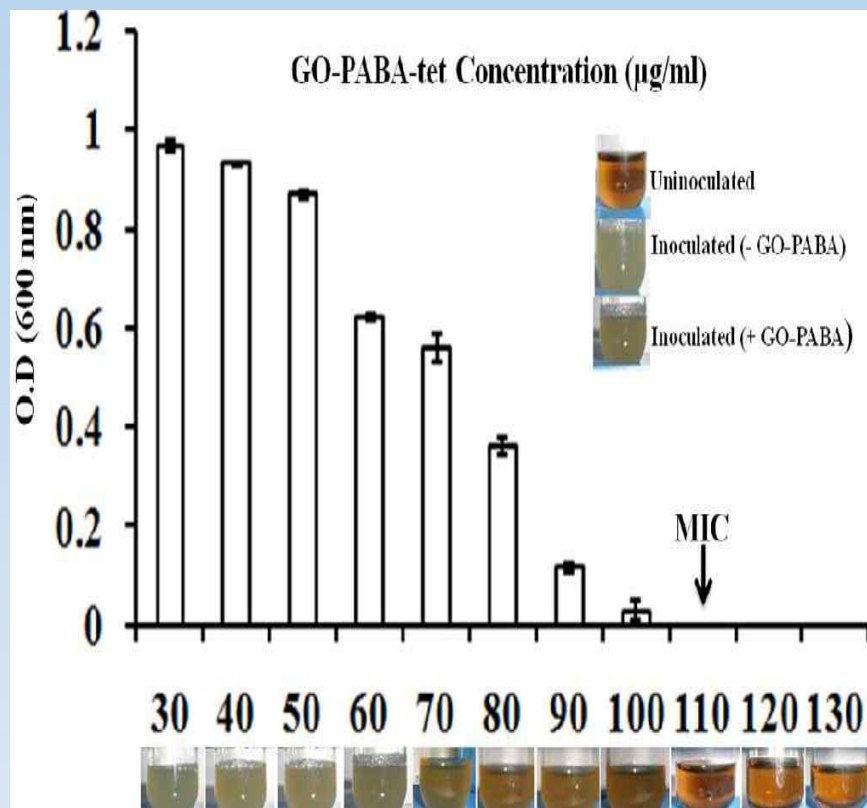 GO-PABA-tet Concentration (µg/ml)
O.D (600 nm)
1.2
1
0.8
0.6
0.4
0.2
0
Uninoculated
Inoculated (- GO-PABA)
Inoculated (+ GO-PABA)
MIC
30 40 50 60 70 80 90 100 110 120 130